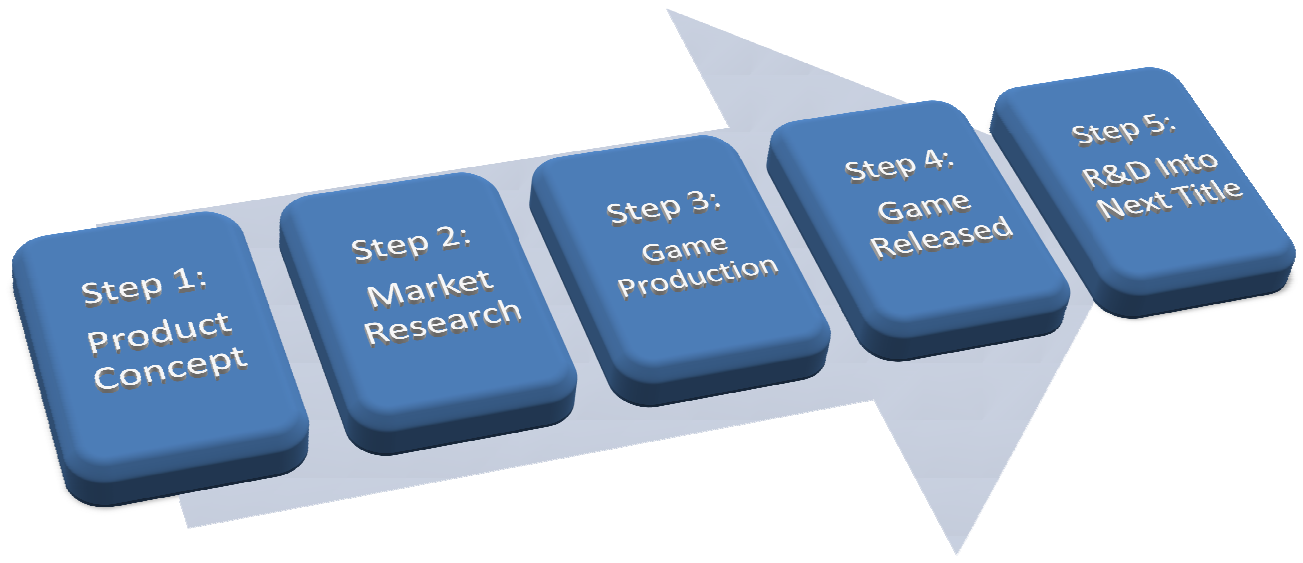 Step 1:
Product
Concept
Step 2:
Market
Research
Step 3:
Game
Production
Step 4:
Game
Released
Step 5:
R&D Into
Next Title